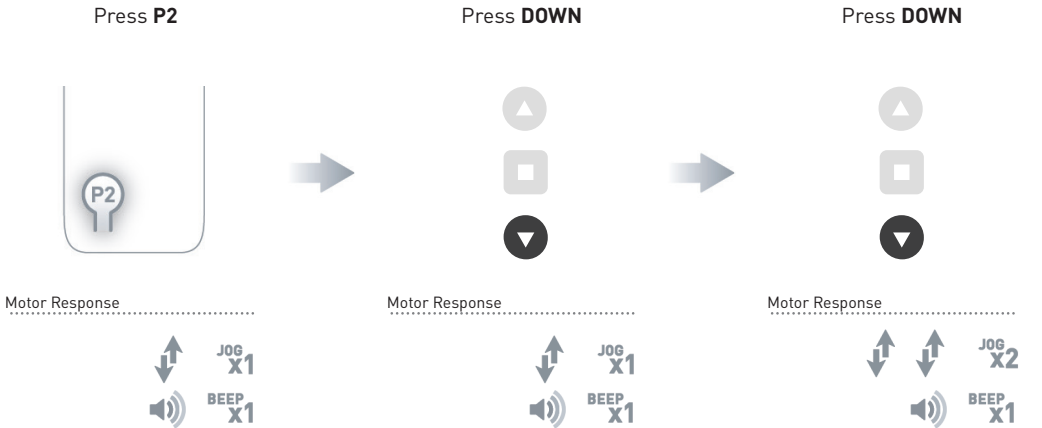 Press P2
Press DOWN
Press DOWN
P2
Motor Response
JOG
X1
BEEP
X1
Motor Response
JOG
X1
BEEP
X1
Motor Response
JOG
X2
BEEP
X1